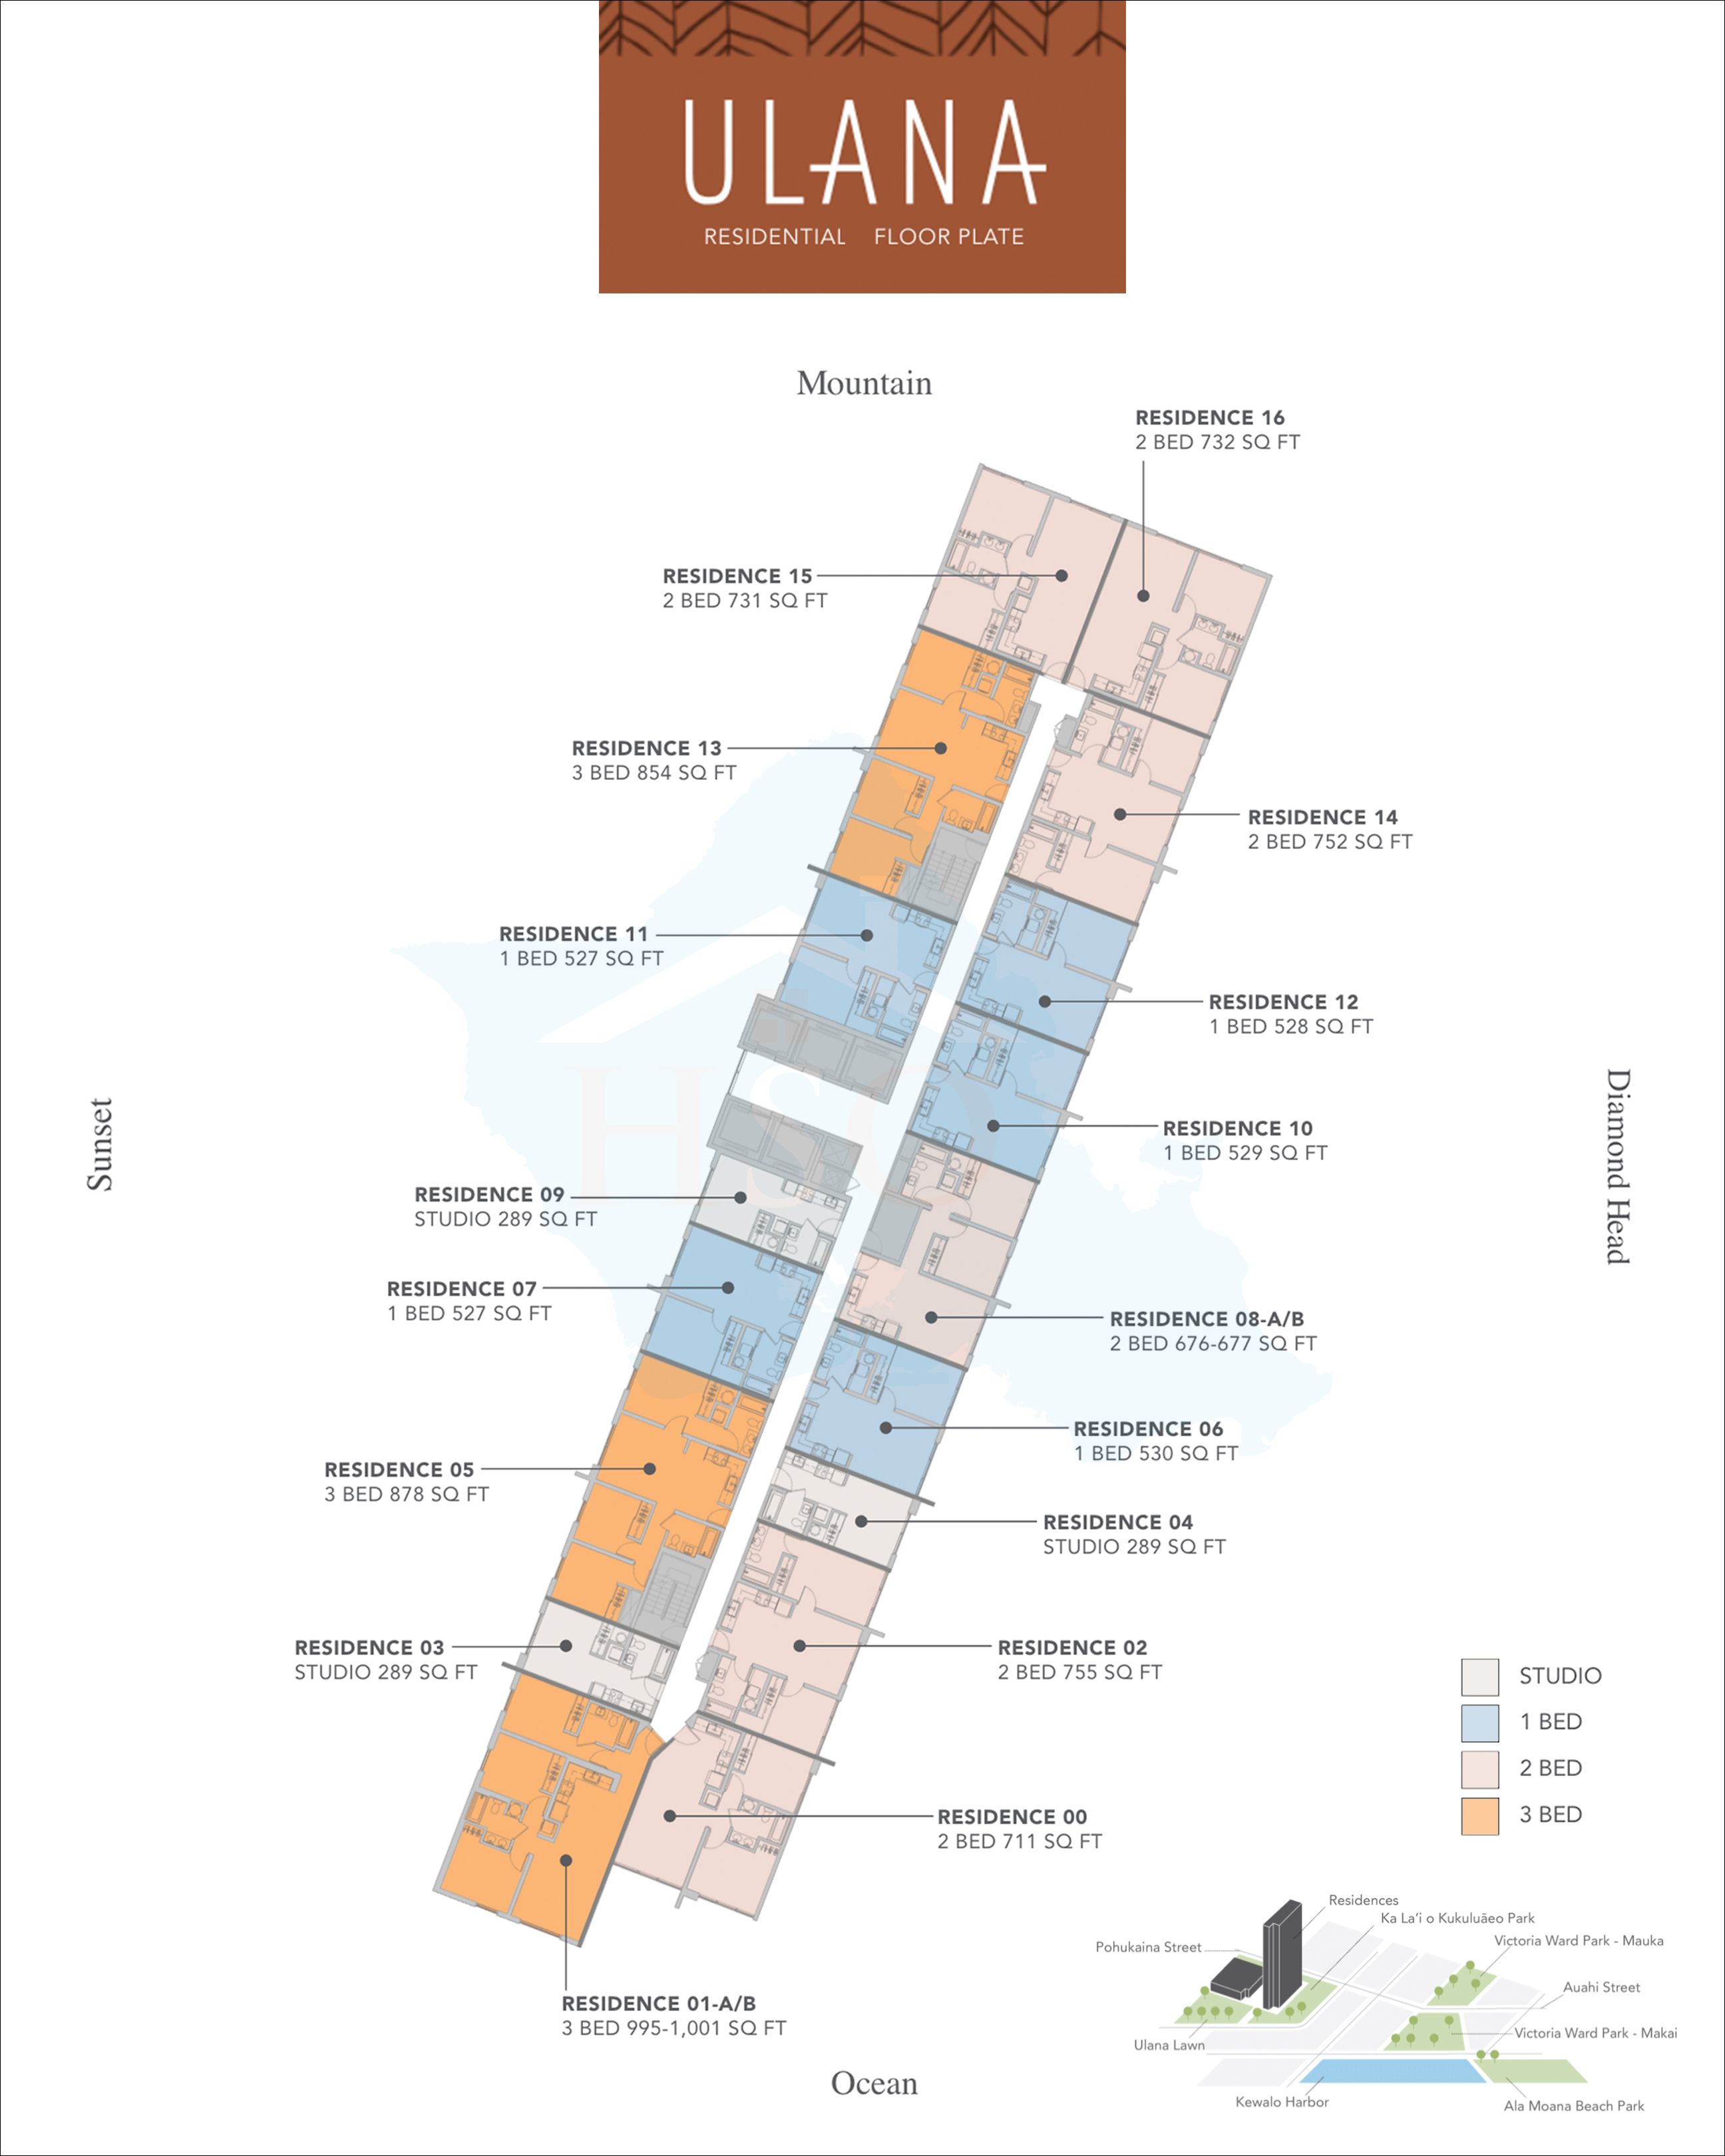 ULANA
RESIDENTIAL FLOOR PLATE
Mountain
RESIDENCE 16
2 BED 732 SQ FT
RESIDENCE 15
2 BED 731 SQ FT
RESIDENCE 13
3 BED 854 SQ FT
RESIDENCE 14
2 BED 752 SQ FT
RESIDENCE 11
1 BED 527 SQ FT
RESIDENCE 12
1 BED 528 SQ FT
HSO
Sunset
Diamond Head
RESIDENCE 10
1 BED 529 SQ FT
RESIDENCE 09
STUDIO 289 SQ FT
RESIDENCE 07
1 BED 527 SQ FT
RESIDENCE 08-A/B
2 BED 676-677 SQ FT
RESIDENCE 06
1 BED 530 SQ FT
RESIDENCE 05
3 BED 878 SQ FT
RESIDENCE 04
STUDIO 289 SQ FT
RESIDENCE 03
STUDIO 289 SQ FT
RESIDENCE 02
2 BED 755 SQ FT
STUDIO
1 BED
2 BED
3 BED
RESIDENCE 00
2 BED 711 SQ FT
RESIDENCE 01-A/B
3 BED 995-1,001 SQ FT
Ocean
Residences
Ka La‘i o Kukuluāeo Park
Pohukaina Street
Victoria Ward Park - Mauka
Auahi Street
Victoria Ward Park - Makai
Ulana Lawn
Kewalo Harbor
Ala Moana Beach Park